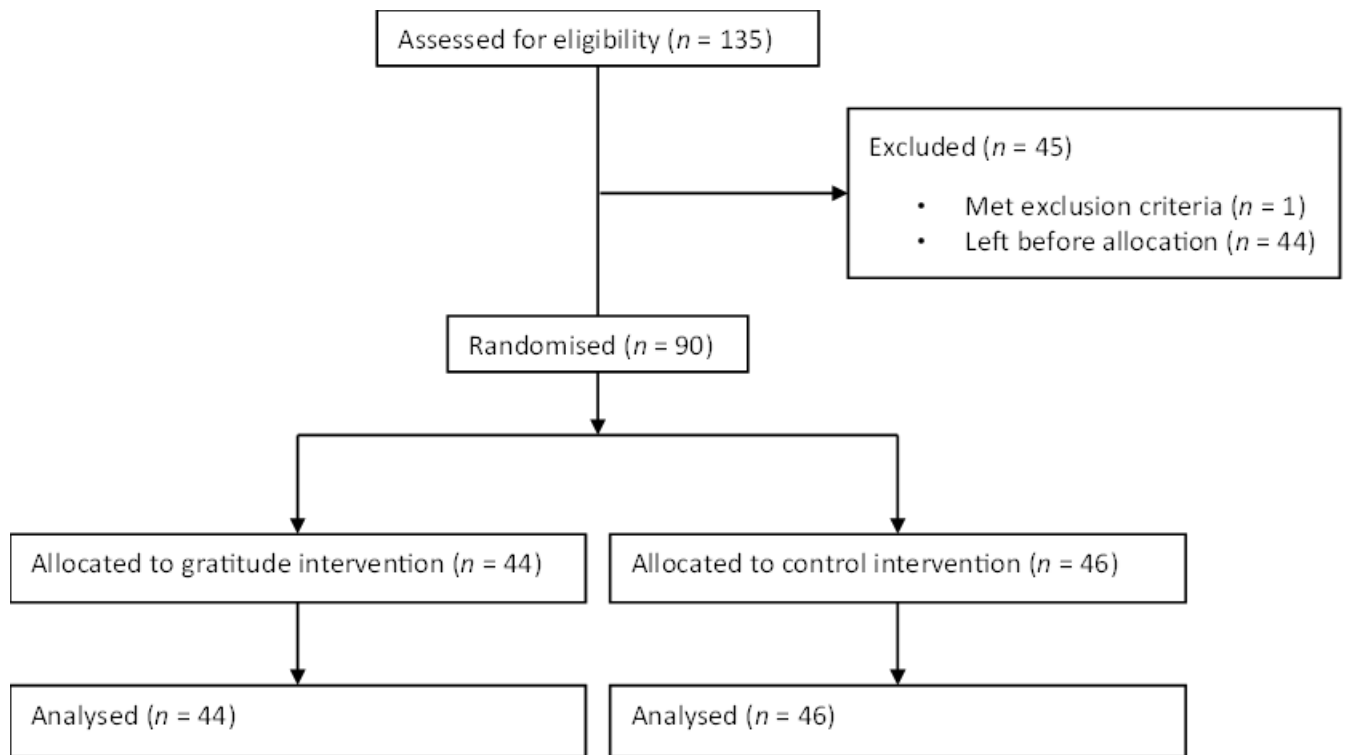 Assessed for eligibility (n = 135)
Excluded (n = 45)
• Met exclusion criteria (n = 1)
• Left before allocation (n = 44)
Randomised (n = 90)
Allocated to gratitude intervention (n = 44)
Allocated to control intervention (n = 46)
Analysed (n = 44)
Analysed (n = 46)